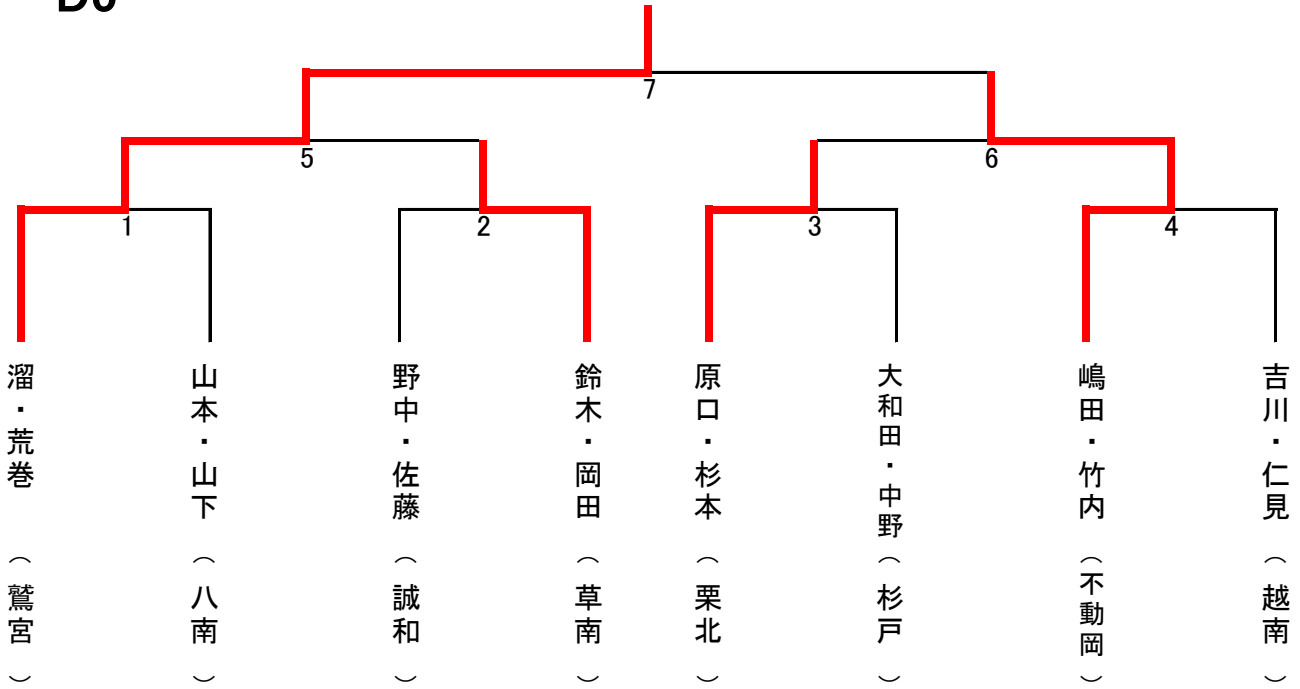 7
5
6
1
2
3
4
溜・荒巻（鷲宮）
山本・山下（八南）
野中・佐藤（誠和）
鈴木・岡田（草南）
原口・杉本（栗北）
大和田・中野（杉戸）
嶋田・竹内（不動岡）
吉川・仁見（越南）